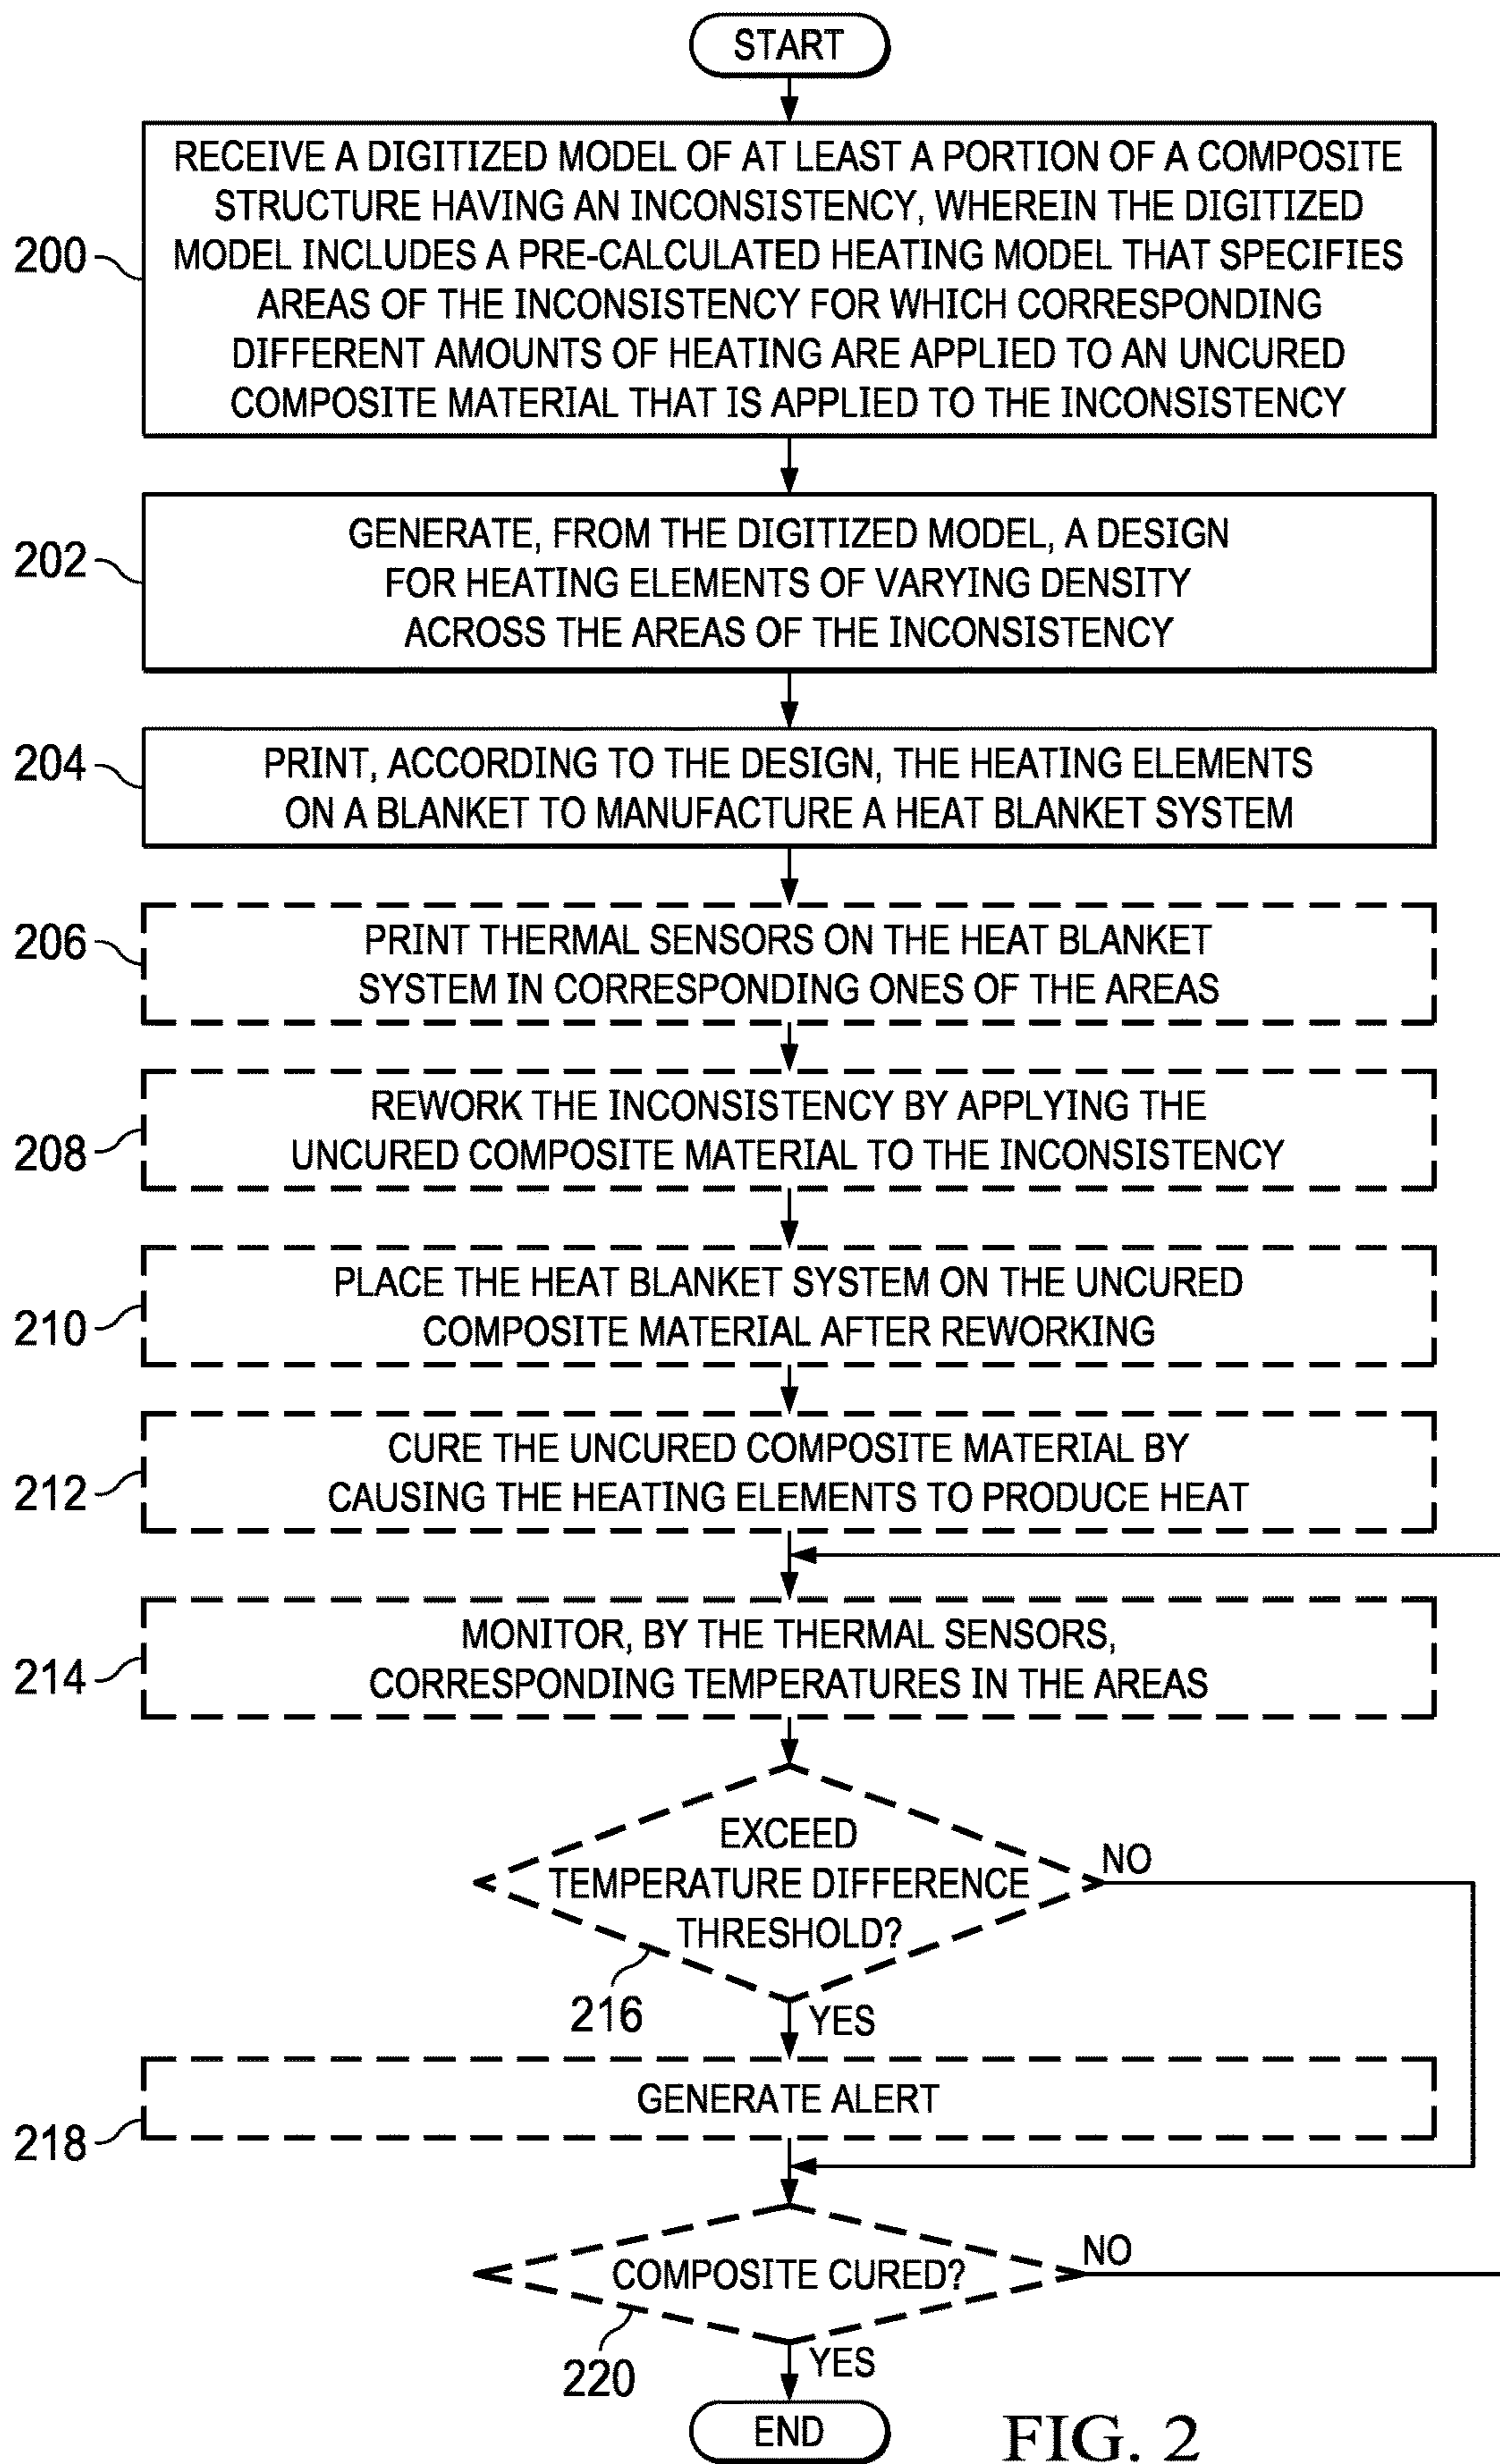 START
RECEIVE A DIGITIZED MODEL OF AT LEAST A PORTION OF A COMPOSITE
STRUCTURE HAVING AN INCONSISTENCY, WHEREIN THE DIGITIZED
200
MODEL INCLUDES A PRE-CALCULATED HEATING MODEL THAT SPECIFIES
AREAS OF THE INCONSISTENCY FOR WHICH CORRESPONDING
DIFFERENT AMOUNTS OF HEATING ARE APPLIED TO AN UNCURED
COMPOSITE MATERIAL THAT IS APPLIED TO THE INCONSISTENCY
202
GENERATE, FROM THE DIGITIZED MODEL, A DESIGN
FOR HEATING ELEMENTS OF VARYING DENSITY
ACROSS THE AREAS OF THE INCONSISTENCY
204
PRINT, ACCORDING TO THE DESIGN, THE HEATING ELEMENTS
ON A BLANKET TO MANUFACTURE A HEAT BLANKET SYSTEM
206
PRINT THERMAL SENSORS ON THE HEAT BLANKET
SYSTEM IN CORRESPONDING ONES OF THE AREAS
208
REWORK THE INCONSISTENCY BY APPLYING THE
UNCURED COMPOSITE MATERIAL TO THE INCONSISTENCY
210
PLACE THE HEAT BLANKET SYSTEM ON THE UNCURED
COMPOSITE MATERIAL AFTER REWORKING
212
CURE THE UNCURED COMPOSITE MATERIAL BY
CAUSING THE HEATING ELEMENTS TO PRODUCE HEAT
214
MONITOR, BY THE THERMAL SENSORS,
CORRESPONDING TEMPERATURES IN THE AREAS
EXCEED
TEMPERATURE DIFFERENCE
THRESHOLD?
NO
216
YES
218
GENERATE ALERT
COMPOSITE CURED?
NO
220
YES
END
FIG. 2